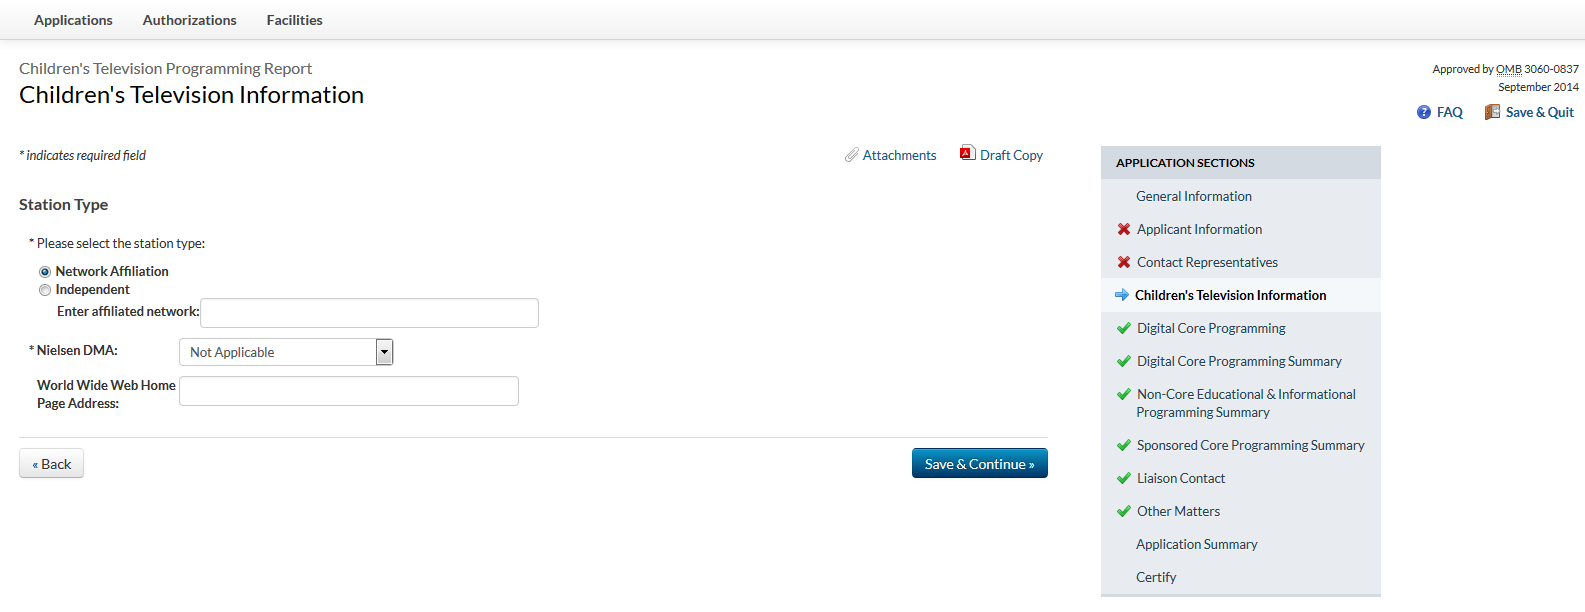 Applications Authorizations Facilities
Children's Television Programming Report
Children's Television Information
Approved by OMB 3060-0837
September 2014
FAQ Save & Quit
* indicates required field
Attachments Draft Copy
Station Type
* Please select the station type:
Network Affiliation
Independent
Enter affiliated network:
* Nielsen DMA: Not Applicable
World Wide Web Home
Page Address:
« Back
Save & Continue »
APPLICATION SECTIONS
General Information
Applicant Information
Contact Representatives
Children's Television Information
Digital Core Programming
Digital Core Programming Summary
Non-Core Educational & Informational
Programming Summary
Sponsored Core Programming Summary
Liaison Contact
Other Matters
Application Summary
Certify